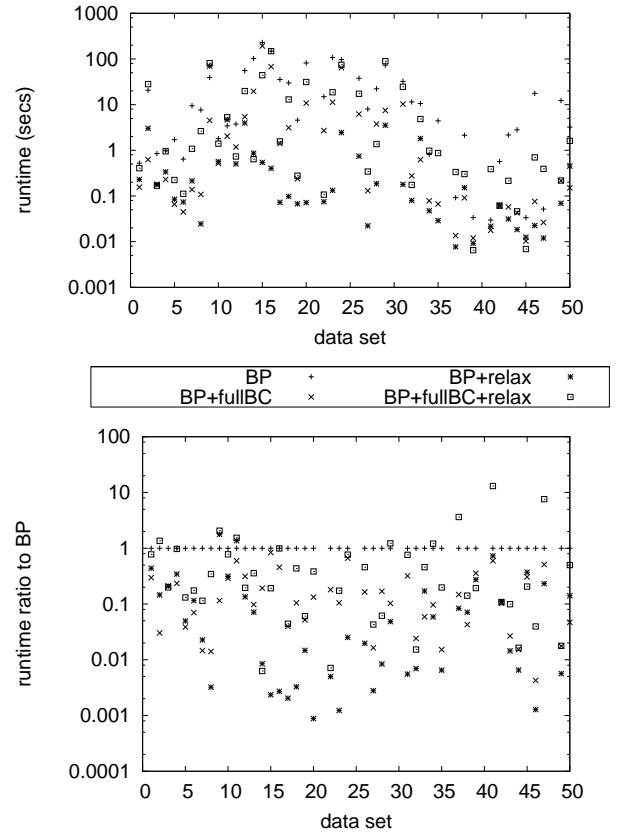 1000
100
10
1
0.1
0.01
0.001
runtime (secs)
0 5 10 15 20 25 30 35 40 45 50
data set
BP
BP+relax
BP+fullBC
BP+fullBC+relax
100
10
1
0.1
0.01
0.001
0.0001
runtime ratio to BP
0 5 10 15 20 25 30 35 40 45 50
data set